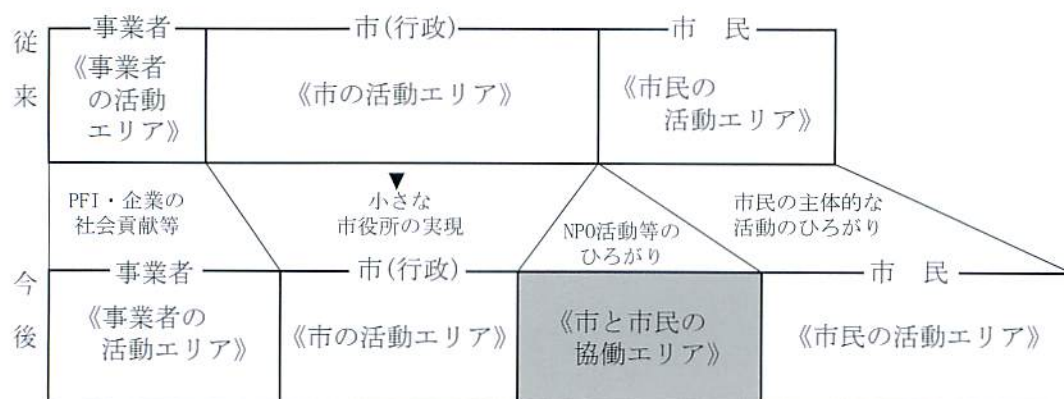 従来
事業者
市(行政)
市 民
《事業者
の活動
エリア》
《市の活動エリア》
《市民の
活動エリア》
PFI・企業の
社会貢献等
▼
小さな
市役所の実現
NPO活動等の
ひろがり
市民の主体的な
活動のひろがり
今後
事業者
市(行政)
市 民
《事業者の
活動エリア》
《市の活動エリア》
《市と市民の
協働エリア》
《市民の活動エリア》